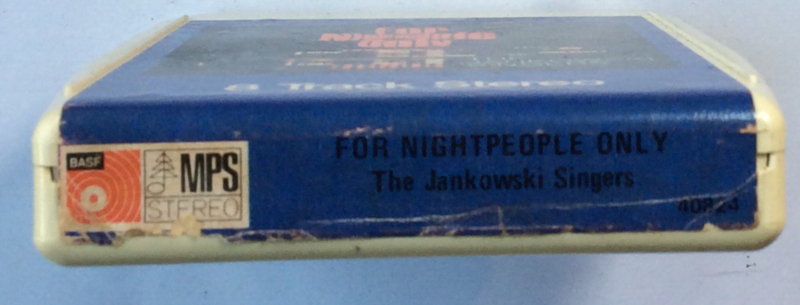 8 Track Stereo
BASF
MPS
STEREO
FOR NIGHTPEOPLE ONLY
The Jankowski Singers